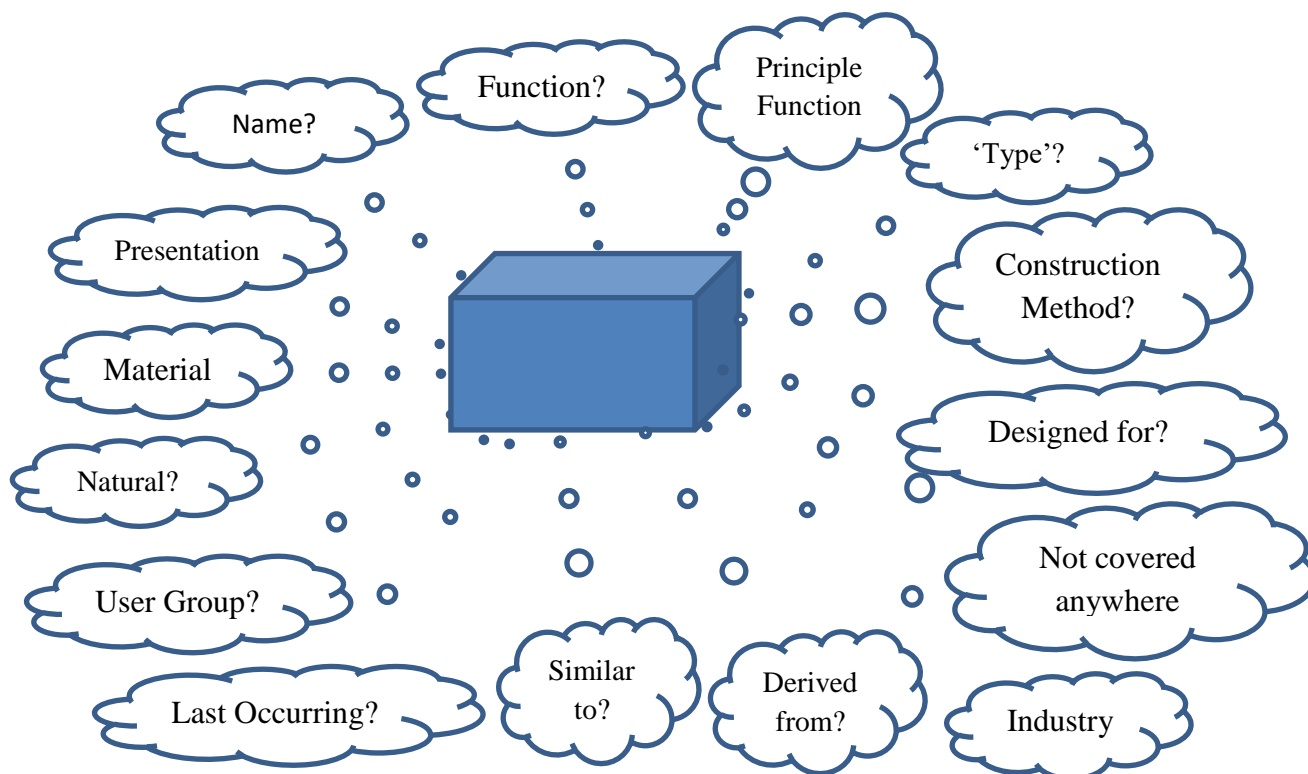 Name?
Function?
Principle
Function
‘Type’?
Presentation
Construction
Method?
Material
Designed for?
Natural?
Not covered
anywhere
User Group?
Last Occurring?
Similar
to?
Derived
from?
Industry